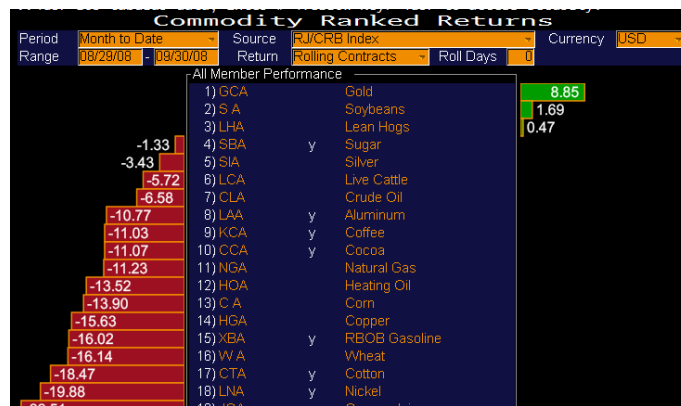 Commodity Ranked Returns
Period Month to Date Source RJ/CRB Index Currency USD
Range 08/29/08 - 09/30/08 Return Rolling Contracts Roll Days 0
All Member Performance
1) GCA Gold 8.85
2) S A Soybeans 1.69
3) LHA Lean Hogs 0.47
-1.33 4) SBA y Sugar
-3.43 5) SIA Silver
-5.72 6) LCA Live Cattle
-6.58 7) CLA Crude Oil
-10.77 8) LAA y Aluminum
-11.03 9) KCA y Coffee
-11.07 10) CCA y Cocoa
-11.23 11) NGA Natural Gas
-13.52 12) HOA Heating Oil
-13.90 13) C A Corn
-15.63 14) HGA Copper
-16.02 15) XBA y RBOB Gasoline
-16.14 16) W A Wheat
-18.47 17) CTA y Cotton
-19.88 18) LNA y Nickel